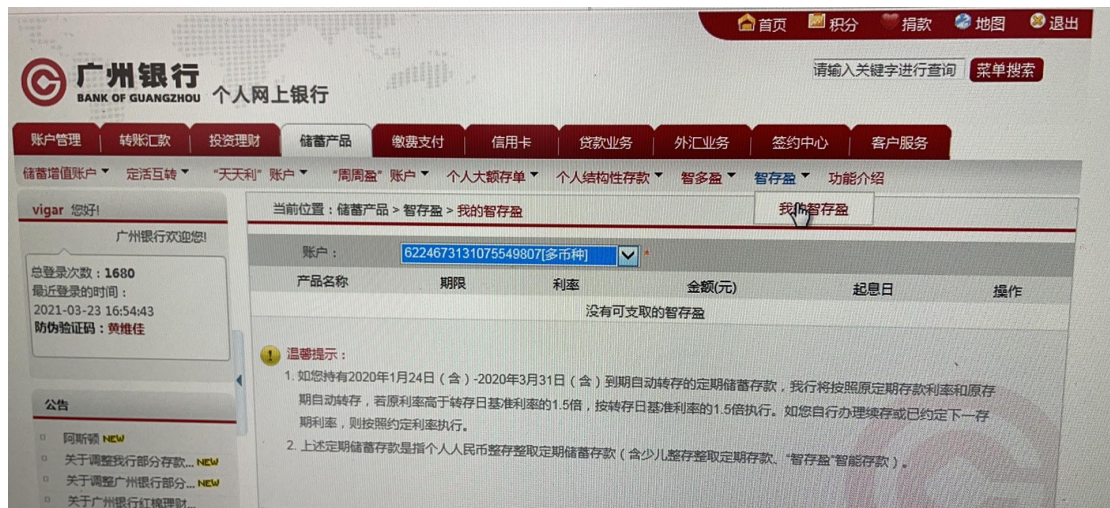 首页 积分 捐款 地图 退出
广州银行
BANK OF GUANGZHOU 个人网上银行
请输入关键字进行查询 菜单搜索
账户管理 转账汇款 投资理财 储蓄产品 缴费支付 信用卡 贷款业务 外汇业务 签约中心 客户服务
储蓄增值账户 定活互转 "天天利" 账户 "周周盈" 账户 个人大额存单 个人结构性存款 智多盈 智存盈 功能介绍
我的智存盈
vigar 您好!
广州银行欢迎您!
总登录次数：1680
最近登录的时间：
2021-03-23 16:54:43
防伪验证码：黄维佳
公告
阿斯顿 NEW
关于调整我行部分存款... NEW
关于调整广州银行部分... NEW
关于广州银行红棉理财...
当前位置：储蓄产品 > 智存盈 > 我的智存盈
账户： 6224673131075549807[多币种] *
产品名称 期限 利率 金额(元) 起息日 操作
没有可支取的智存盈
温馨提示：
1. 如您持有2020年1月24日（含）-2020年3月31日（含）到期自动转存的定期储蓄存款，我行将按照原定期存款利率和原存
期自动转存，若原利率高于转存日基准利率的1.5倍，按转存日基准利率的1.5倍执行。如您自行办理续存或已约定下一存
期利率，则按照约定利率执行。
2. 上述定期储蓄存款是指个人人民币整存整取定期储蓄存款（含少儿整存整取定期存款、"智存盈"智能存款）。